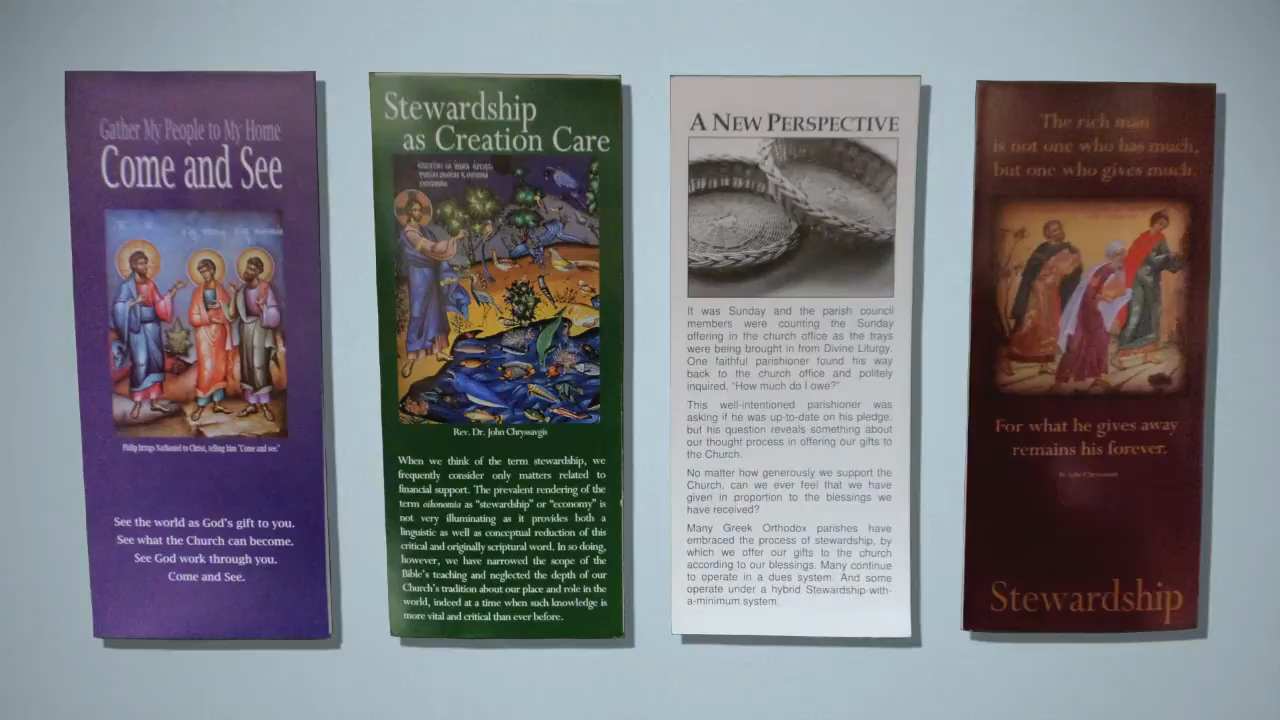 Gather My People to My Home
Come and See
Philip brings Nathaniel to Christ, telling him "Come and see."
See the world as God's gift to you.
See what the Church can become.
See God work through you.
Come and See.
Stewardship
as Creation Care
Rev. Dr. John Chryssavgis
When we think of the term stewardship, we
frequently consider only matters related to
financial support. The prevalent rendering of the
term oikonomia as "stewardship" or "economy" is
not very illuminating as it provides both a
linguistic as well as conceptual reduction of this
critical and originally scriptural word. In so doing,
however, we have narrowed the scope of the
Bible's teaching and neglected the depth of our
Church's tradition about our place and role in the
world, indeed at a time when such knowledge is
more vital and critical than ever before.
A NEW PERSPECTIVE
It was Sunday and the parish council
members were counting the Sunday
offering in the church office as the trays
were being brought in from Divine Liturgy.
One faithful parishioner found his way
back to the church office and politely
inquired, "How much do I owe?"
This well-intentioned parishioner was
asking if he was up-to-date on his pledge,
but his question reveals something about
our thought process in offering our gifts to
the Church.
No matter how generously we support the
Church, can we ever feel that we have
given in proportion to the blessings we
have received?
Many Greek Orthodox parishes have
embraced the process of stewardship, by
which we offer our gifts to the church
according to our blessings. Many continue
to operate in a dues system. And some
operate under a hybrid Stewardship-with-
a-minimum system.
The rich man
is not one who has much,
but one who gives much.
For what he gives away
remains his forever.
St. John Chrysostom
Stewardship